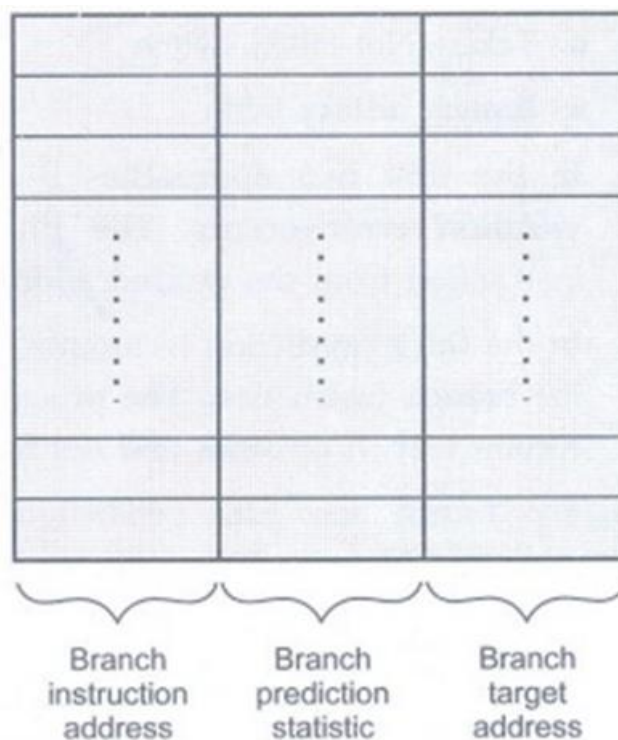 Branch instruction address
Branch prediction statistic
Branch target address